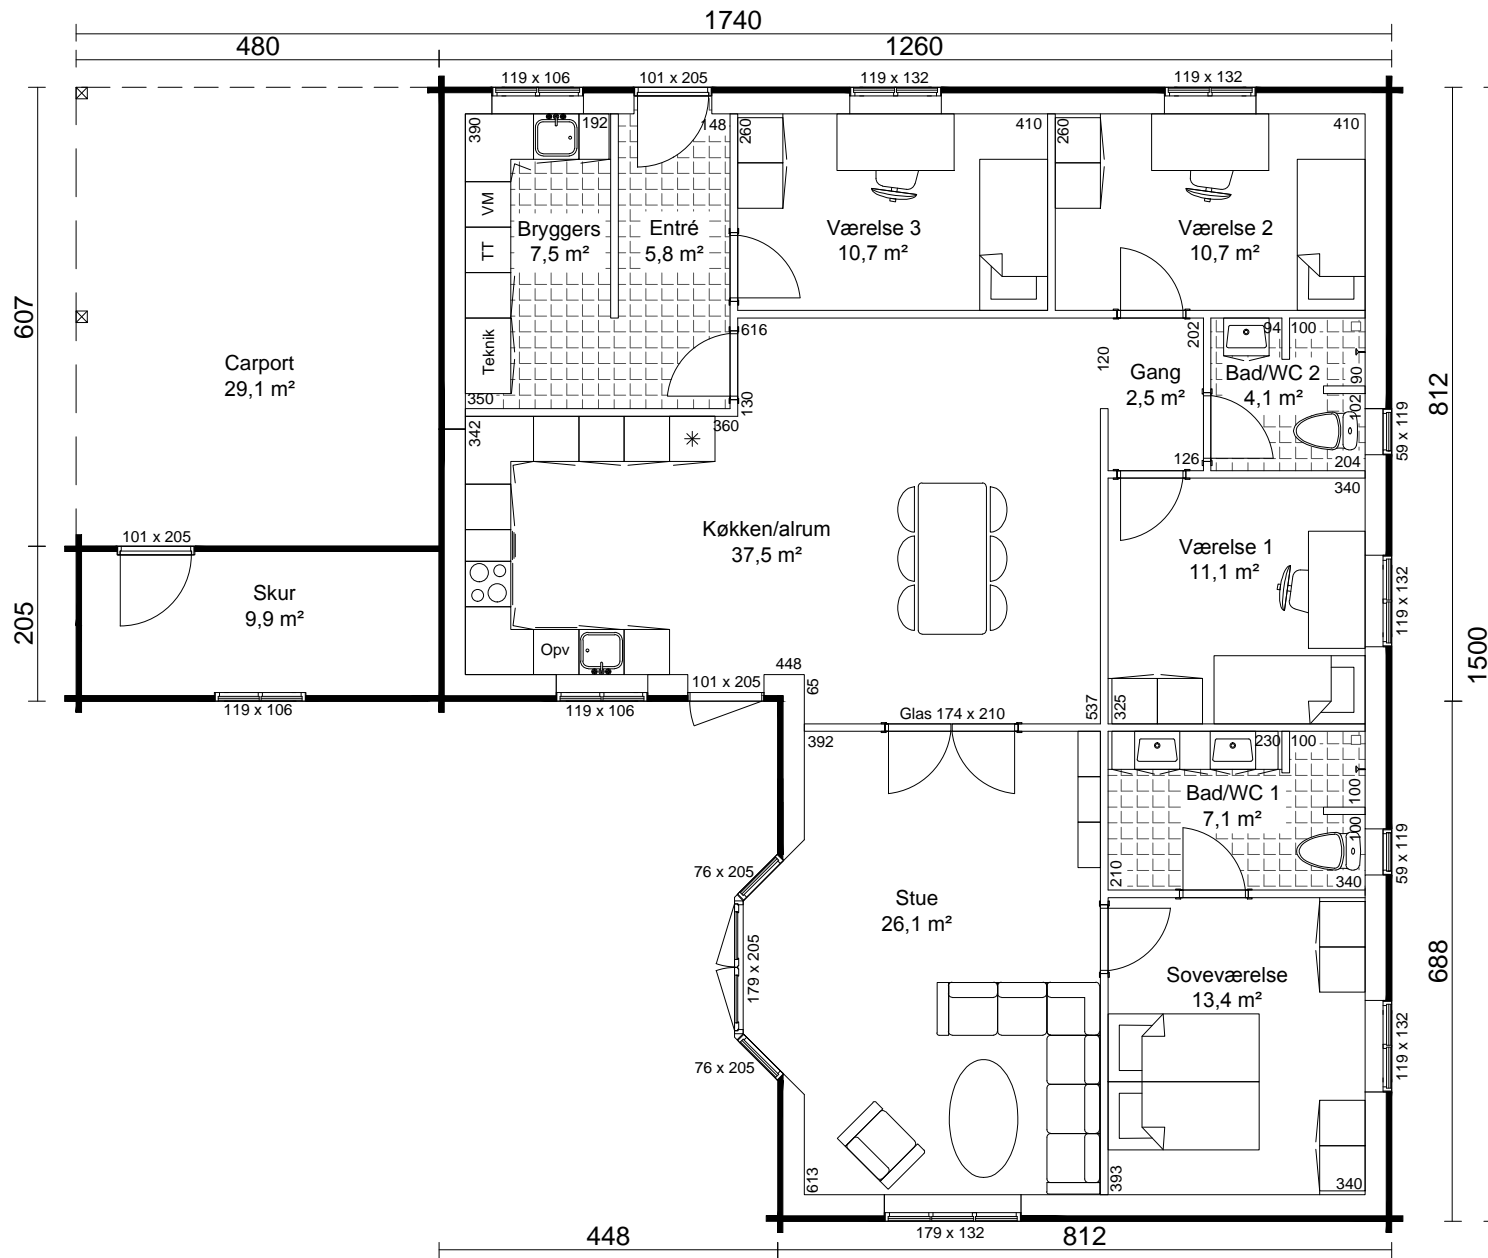 1740
480
1260
119 x 106
101 x 205
119 x 132
119 x 132
390
192
148
260
410
260
410
VM
TT
Teknik
Bryggers
7,5 m²
Entré
5,8 m²
Værelse 3
10,7 m²
Værelse 2
10,7 m²
607
Carport
29,1 m²
616
120
202
94
100
Gang
2,5 m²
Bad/WC 2
4,1 m²
90
102
350
130
342
360
126
204
340
59 x 119
812
101 x 205
Køkken/alrum
37,5 m²
Værelse 1
11,1 m²
119 x 132
Skur
9,9 m²
205
Opv
448
65
101 x 205
119 x 106
119 x 106
Glas 174 x 210
537
325
1500
392
230
100
Bad/WC 1
7,1 m²
100
100
210
340
59 x 119
76 x 205
Stue
26,1 m²
179 x 205
Soveværelse
13,4 m²
688
119 x 132
76 x 205
613
393
340
179 x 132
448
812